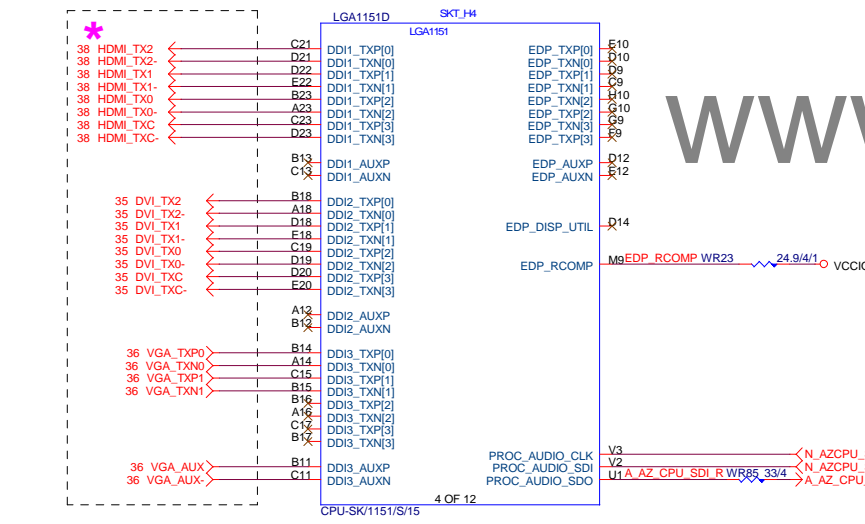 LGA1151D SKT_H4
* LGA1151
38 HDMI_TX2 C21 DDI1_TXP[0] EDP_TXP[0] E10
38 HDMI_TX2- D21 DDI1_TXN[0] EDP_TXN[0] D10
38 HDMI_TX1 D22 DDI1_TXP[1] EDP_TXP[1] D9
38 HDMI_TX1- E22 DDI1_TXN[1] EDP_TXN[1] C9
38 HDMI_TX0 B23 DDI1_TXP[2] EDP_TXN[2] H10
38 HDMI_TX0- A23 DDI1_TXN[2] EDP_TXP[2] G10
38 HDMI_TXC C23 DDI1_TXP[3] EDP_TXN[3] G9
38 HDMI_TXC- D23 DDI1_TXN[3] EDP_TXP[3] F9
WWW
B13 DDI1_AUXP EDP_AUXP D12
C13 DDI1_AUXN EDP_AUXN E12
35 DVI_TX2 B18 DDI2_TXP[0]
35 DVI_TX2- A18 DDI2_TXN[0]
35 DVI_TX1 D18 DDI2_TXP[1] EDP_DISP_UTIL D14
35 DVI_TX1- E18 DDI2_TXN[1]
35 DVI_TX0 C19 DDI2_TXP[2]
35 DVI_TX0- D19 DDI2_TXN[2] EDP_RCOMP M9 EDP_RCOMP WR23 24.9/4/1 VCCIO
35 DVI_TXC D20 DDI2_TXP[3]
35 DVI_TXC- E20 DDI2_TXN[3]
A12 DDI2_AUXP
B12 DDI2_AUXN
36 VGA_TXP0 B14 DDI3_TXP[0]
36 VGA_TXN0 A14 DDI3_TXN[0]
36 VGA_TXP1 C15 DDI3_TXP[1]
36 VGA_TXN1 B15 DDI3_TXN[1]
B16 DDI3_TXP[2]
A16 DDI3_TXN[2]
C17 DDI3_TXP[3]
B17 DDI3_TXN[3]
PROC_AUDIO_CLK V3 N_AZCPU_
36 VGA_AUX B11 DDI3_AUXP PROC_AUDIO_SDI V2 N_AZCPU_
36 VGA_AUX- C11 DDI3_AUXN PROC_AUDIO_SDO U1 A_AZ_CPU_SDI_R WR85 33/4 A_AZ_CPU_
4 OF 12
CPU-SK/1151/S/15